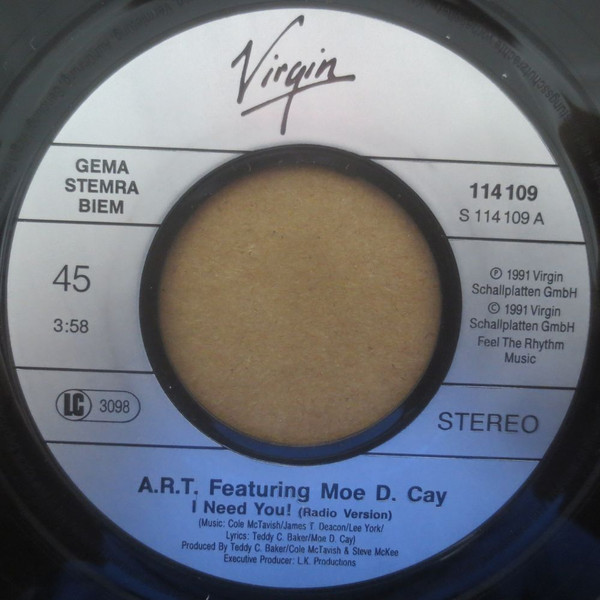 Virgin
GEMA
STEMRA
BIEM
114 109
S 114 109 A
45
3:58
℗ 1991 Virgin
Schallplatten GmbH
© 1991 Virgin
Schallplatten GmbH
Feel The Rhythm
Music
LC 3098
STEREO
A.R.T. Featuring Moe D. Cay
I Need You! (Radio Version)
(Music: Cole McTavish/James T. Deacon/Lee York/
Lyrics: Teddy C. Baker/Moe D. Cay)
Produced By Teddy C. Baker/Cole McTavish & Steve McKee
Executive Producer: L.K. Productions